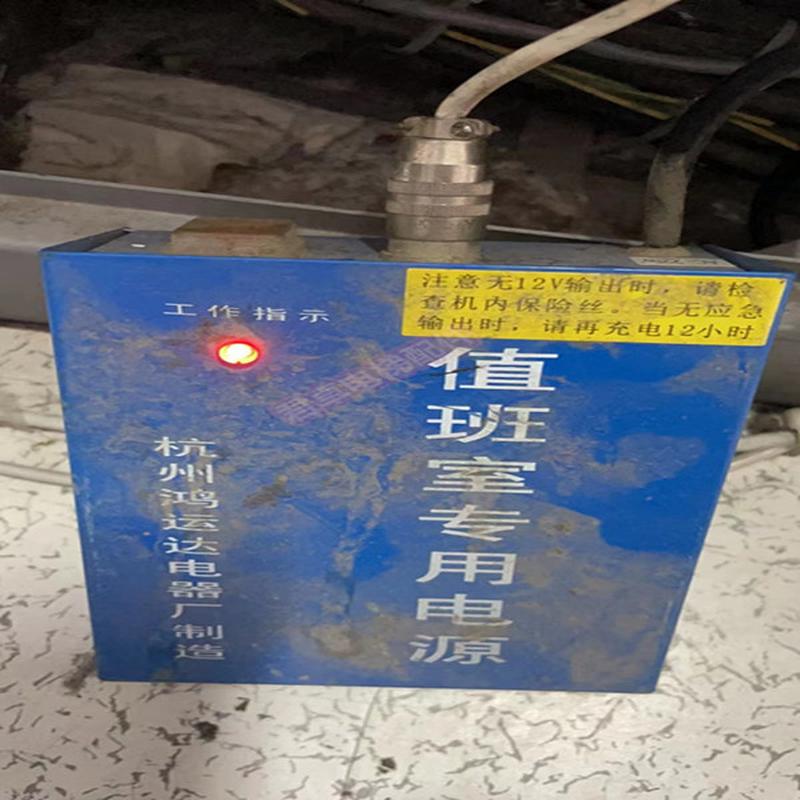 注意无12V输出时，请检
查机内保险丝。当无应急
输出时，请再充电12小时
工作指示
值班室专用电源
杭州鸿运达电器厂制造